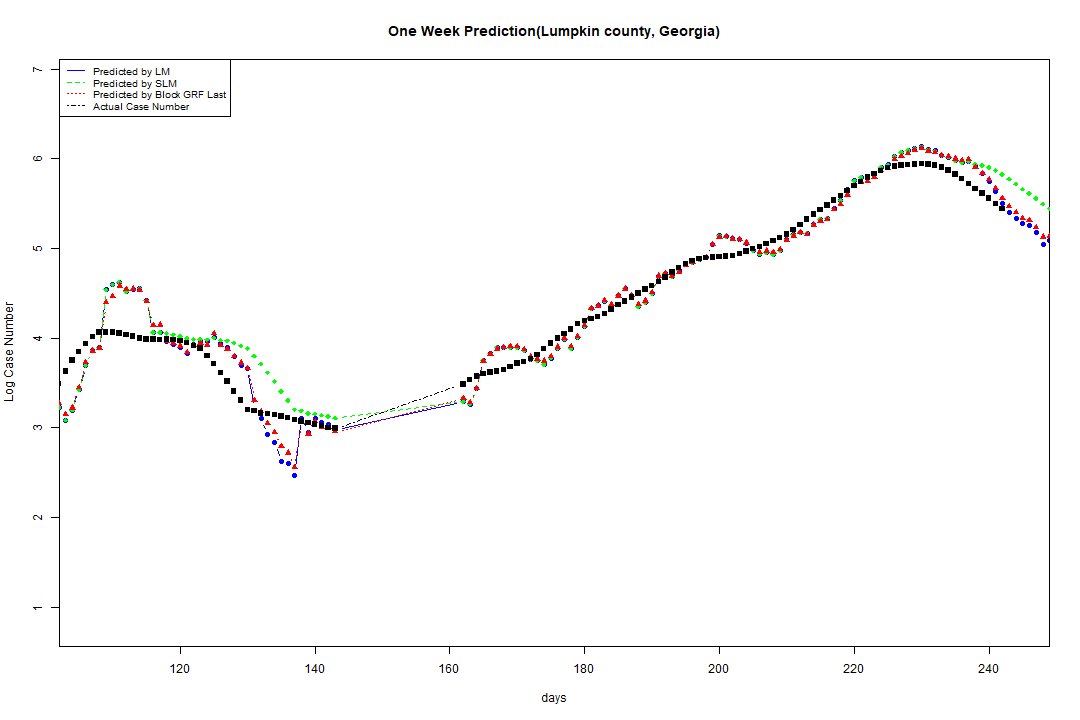 One Week Prediction(Lumpkin county, Georgia)
Predicted by LM
Predicted by SLM
Predicted by Block GRF Last
Actual Case Number
Log Case Number
7
6
5
4
3
2
1
120 140 160 180 200 220 240
days